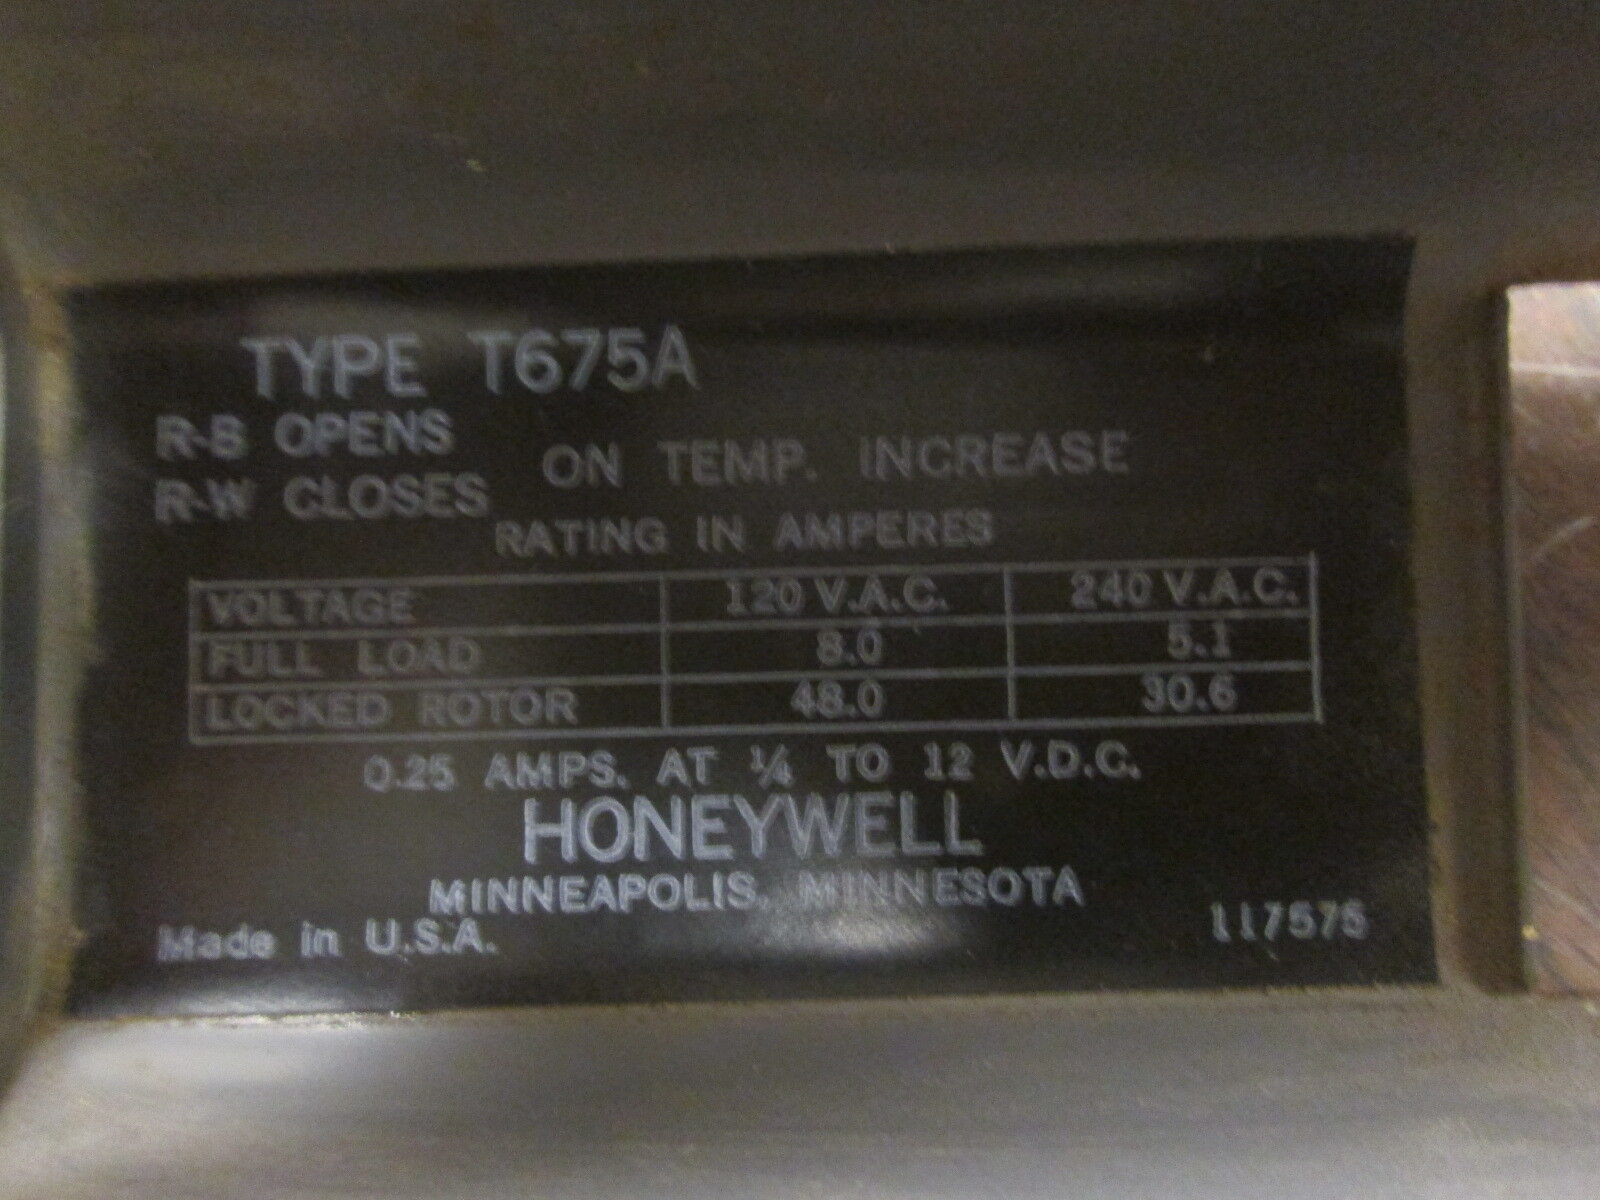 TYPE T675A
R-B OPENS
R-W CLOSES
ON TEMP. INCREASE
RATING IN AMPERES
VOLTAGE 120 V.A.C. 240 V.A.C.
FULL LOAD 8.0 5.1
LOCKED ROTOR 48.0 30.6
0.25 AMPS. AT ¼ TO 12 V.D.C.
HONEYWELL
MINNEAPOLIS, MINNESOTA
Made in U.S.A.
117575